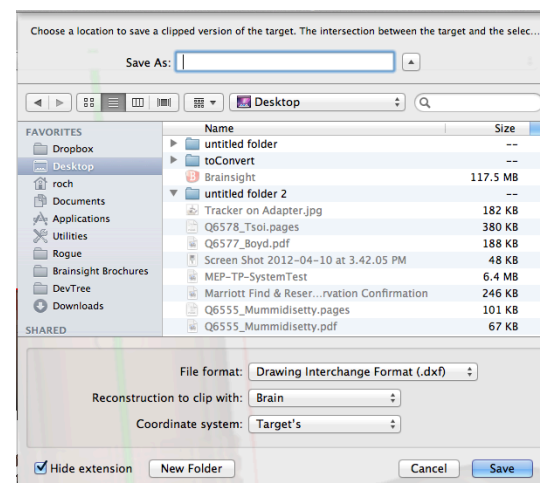 Choose a location to save a clipped version of the target. The intersection between the target and the selec...
Save As:
Desktop
FAVORITES
Dropbox
Desktop
roch
Documents
Applications
Utilities
Rogue
Brainsight Brochures
DevTree
Downloads
SHARED
Name Size
untitled folder --
toConvert --
Brainsight 117.5 MB
untitled folder 2 --
Tracker on Adapter.jpg 182 KB
Q6578_Tsoi.pages 380 KB
Q6577_Boyd.pdf 188 KB
Screen Shot 2012-04-10 at 3.42.05 PM 48 KB
MEP-TP-SystemTest 6.4 MB
Marriott Find & Reser...rvation Confirmation 246 KB
Q6555_Mummidisetty.pages 101 KB
Q6555_Mummidisetty.pdf 67 KB
File format: Drawing Interchange Format (.dxf)
Reconstruction to clip with: Brain
Coordinate system: Target's
Hide extension New Folder Cancel Save